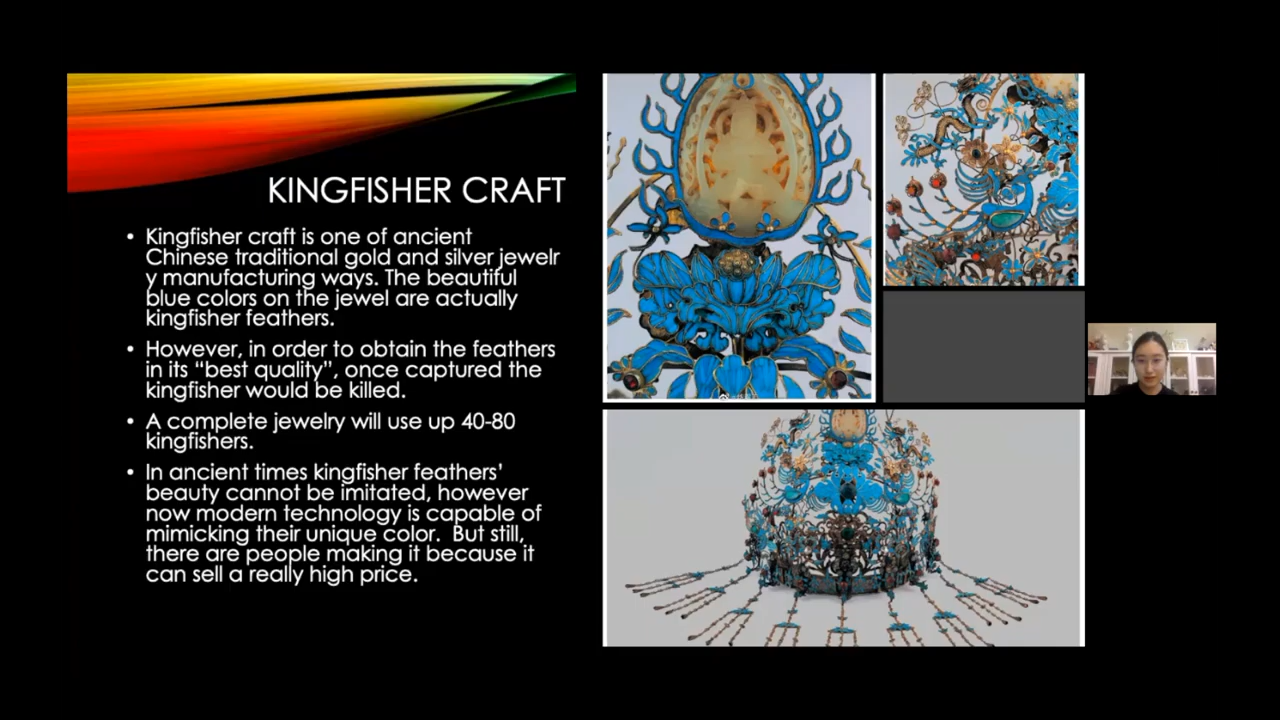 KINGFISHER CRAFT
• Kingfisher craft is one of ancient
Chinese traditional gold and silver jewelr
y manufacturing ways. The beautiful
blue colors on the jewel are actually
kingfisher feathers.
• However, in order to obtain the feathers
in its “best quality”, once captured the
kingfisher would be killed.
• A complete jewelry will use up 40-80
kingfishers.
• In ancient times kingfisher feathers’
beauty cannot be imitated, however
now modern technology is capable of
mimicking their unique color.  But still,
there are people making it because it
can sell a really high price.